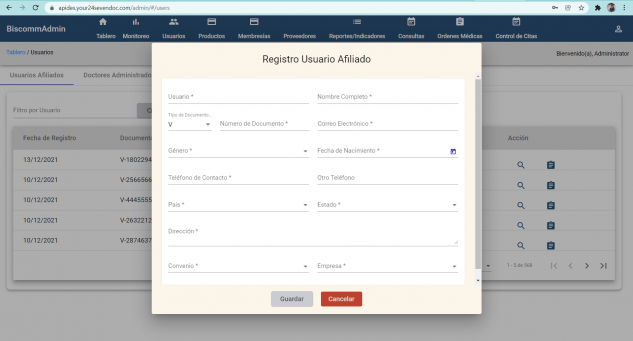 apides.your24sevendoc.com/admin/#/users
BiscommAdmin
Tablero Monitoreo Usuarios Productos Membresías Proveedores Reportes/Indicadores Consultas Ordenes Médicas Control de Citas
Tablero / Usuarios
Bienvenido(a), Administrator
Usuarios Afiliados Doctores Administrado
Filtro por Usuario
Fecha de Registro Documento Acción
13/12/2021 V-1802294
10/12/2021 V-2566566
10/12/2021 V-4445555
10/12/2021 V-2632212
10/12/2021 V-2874637
1 - 5 de 568
Registro Usuario Afiliado
Usuario * Nombre Completo *
Tipo de Documento...
V Número de Documento * Correo Electrónico *
Género * Fecha de Nacimiento *
Teléfono de Contacto * Otro Teléfono
País * Estado *
Dirección *
Convenio * Empresa *
Guardar Cancelar